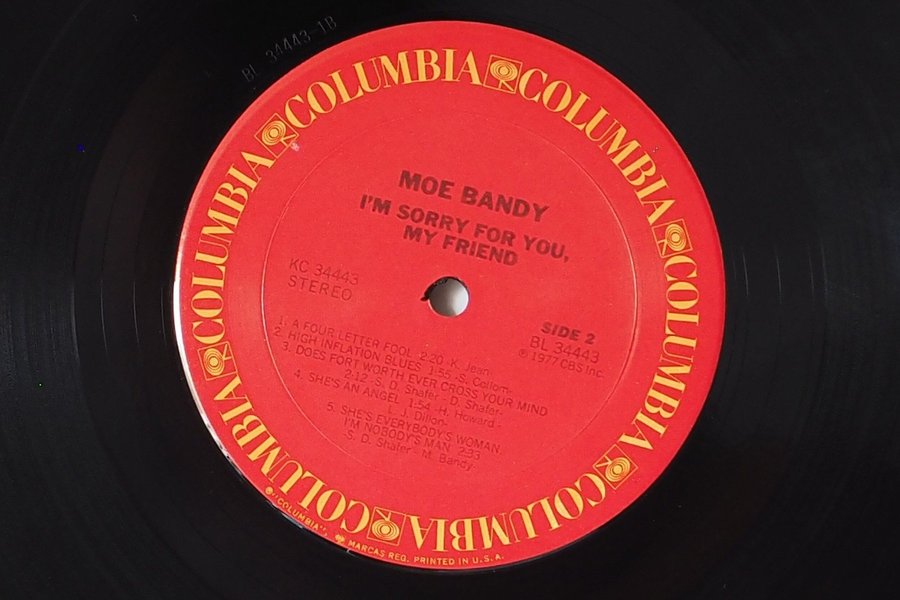 BL 34443-1B
COLUMBIA COLUMBIA COLUMBIA COLUMBIA COLUMBIA COLUMBIA
MOE BANDY
I'M SORRY FOR YOU,
MY FRIEND
KC 34443
STEREO
SIDE 2
BL 34443
℗ 1977 CBS Inc.
1. A FOUR LETTER FOOL 2:20 -K. Jean-
2. HIGH INFLATION BLUES 1:55 -S. Collom-
3. DOES FORT WORTH EVER CROSS YOUR MIND
2:12 -S. D. Shafer - D. Shafer-
4. SHE'S AN ANGEL 1:54 -H. Howard -
L. J. Dillon-
5. SHE'S EVERYBODY'S WOMAN,
I'M NOBODY'S MAN 2:33
-S. D. Shafer - M. Bandy-
® "COLUMBIA", MARCAS REG. PRINTED IN U.S.A.